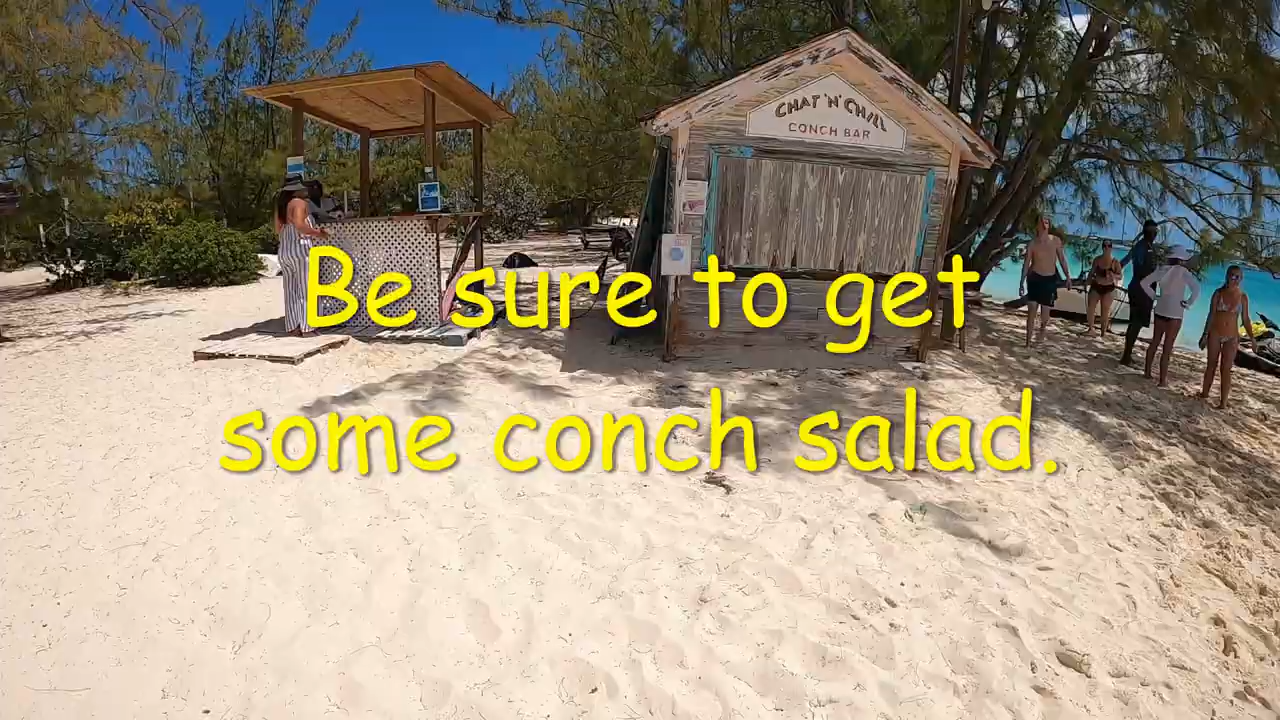 CHAT 'N' CHILL
CONCH BAR
Be sure to get
some conch salad.